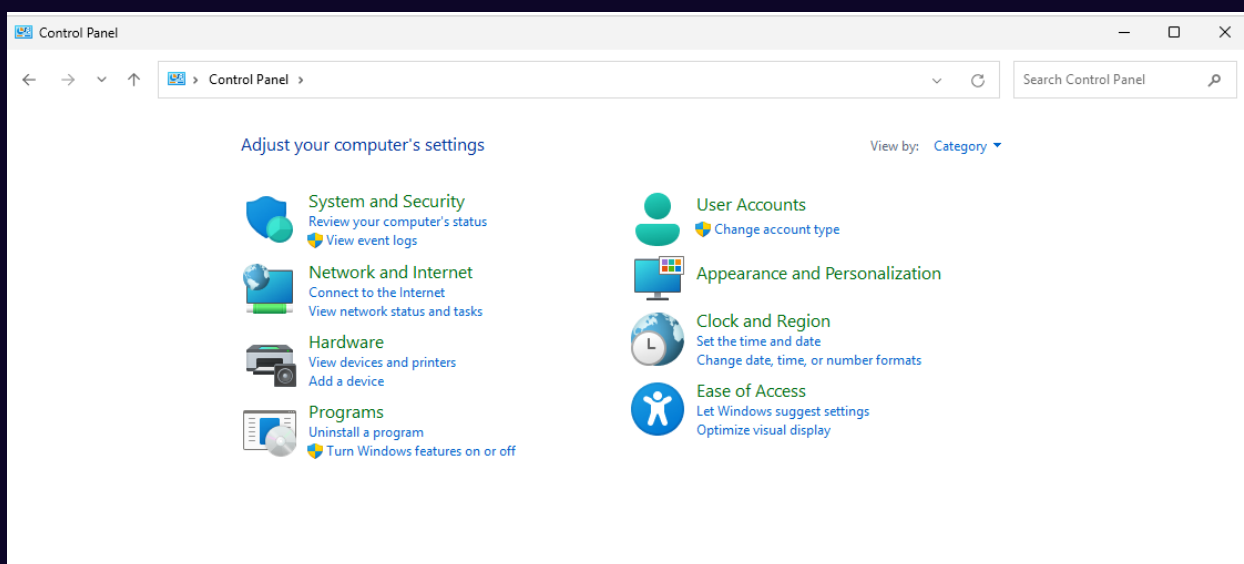 Control Panel
Control Panel
Search Control Panel
Adjust your computer's settings
View by: Category
System and Security
Review your computer's status
View event logs
Network and Internet
Connect to the Internet
View network status and tasks
Hardware
View devices and printers
Add a device
Programs
Uninstall a program
Turn Windows features on or off
User Accounts
Change account type
Appearance and Personalization
Clock and Region
Set the time and date
Change date, time, or number formats
Ease of Access
Let Windows suggest settings
Optimize visual display